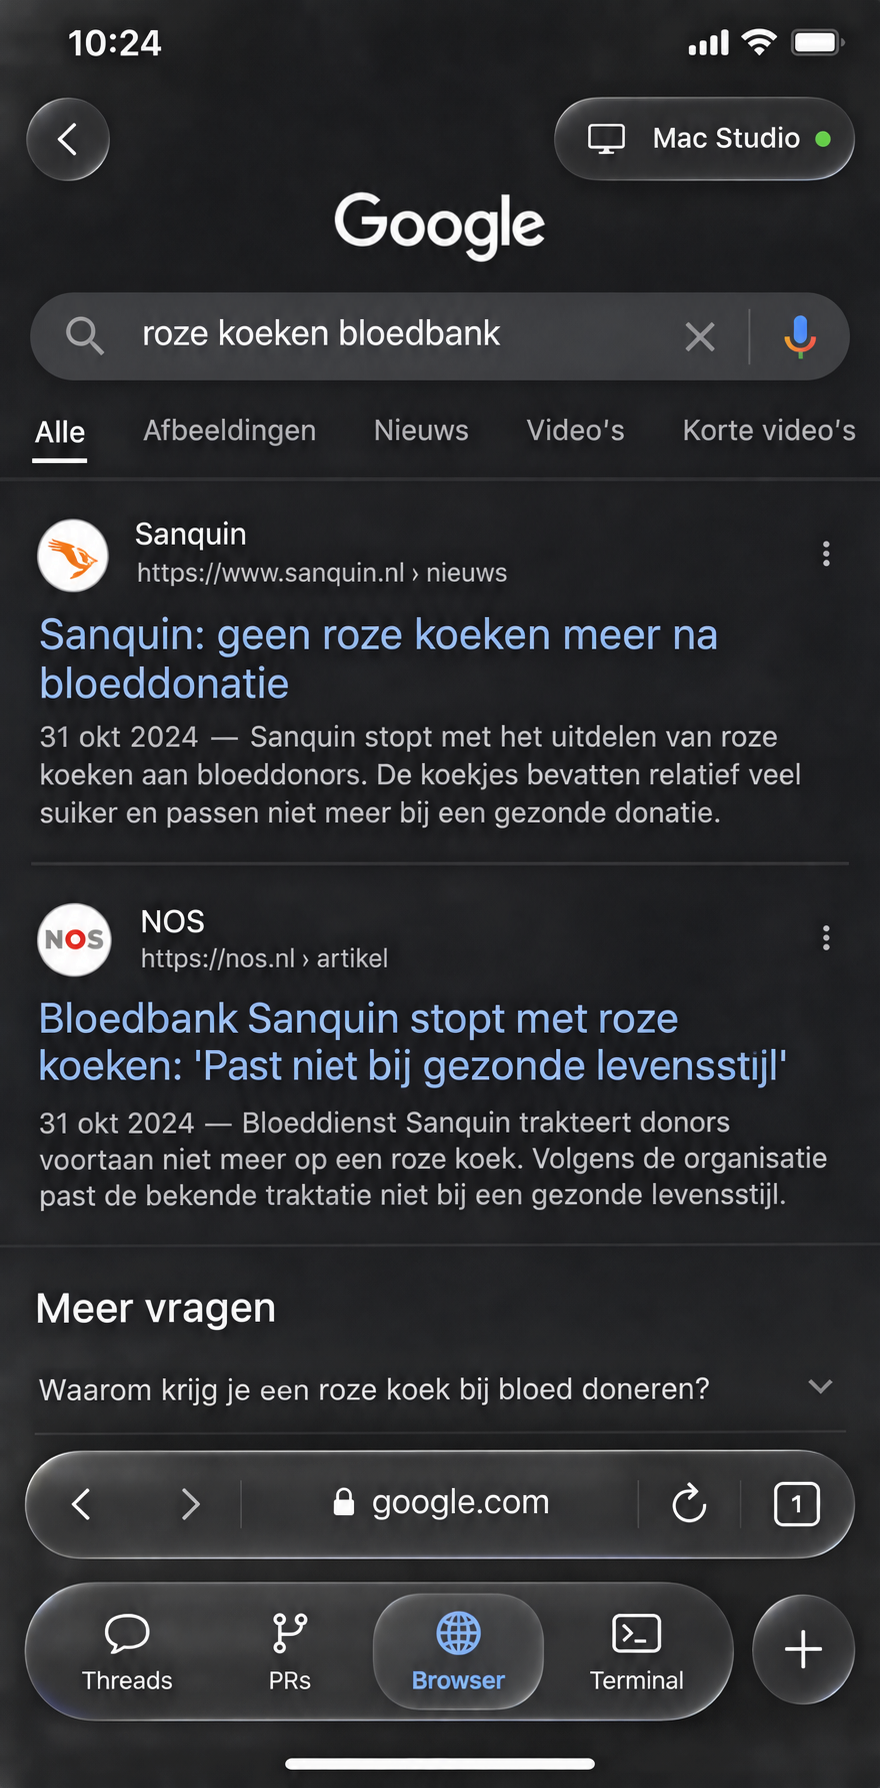 10:24
Mac Studio
Google
roze koeken bloedbank
Alle Afbeeldingen Nieuws Video's Korte video's
Sanquin
https://www.sanquin.nl › nieuws
Sanquin: geen roze koeken meer na
bloeddonatie
31 okt 2024 — Sanquin stopt met het uitdelen van roze
koeken aan bloeddonors. De koekjes bevatten relatief veel
suiker en passen niet meer bij een gezonde donatie.
NOS
NOS
https://nos.nl › artikel
Bloedbank Sanquin stopt met roze
koeken: 'Past niet bij gezonde levensstijl'
31 okt 2024 — Bloeddienst Sanquin trakteert donors
voortaan niet meer op een roze koek. Volgens de organisatie
past de bekende traktatie niet bij een gezonde levensstijl.
Meer vragen
Waarom krijg je een roze koek bij bloed doneren?
google.com
1
Threads PRs Browser Terminal